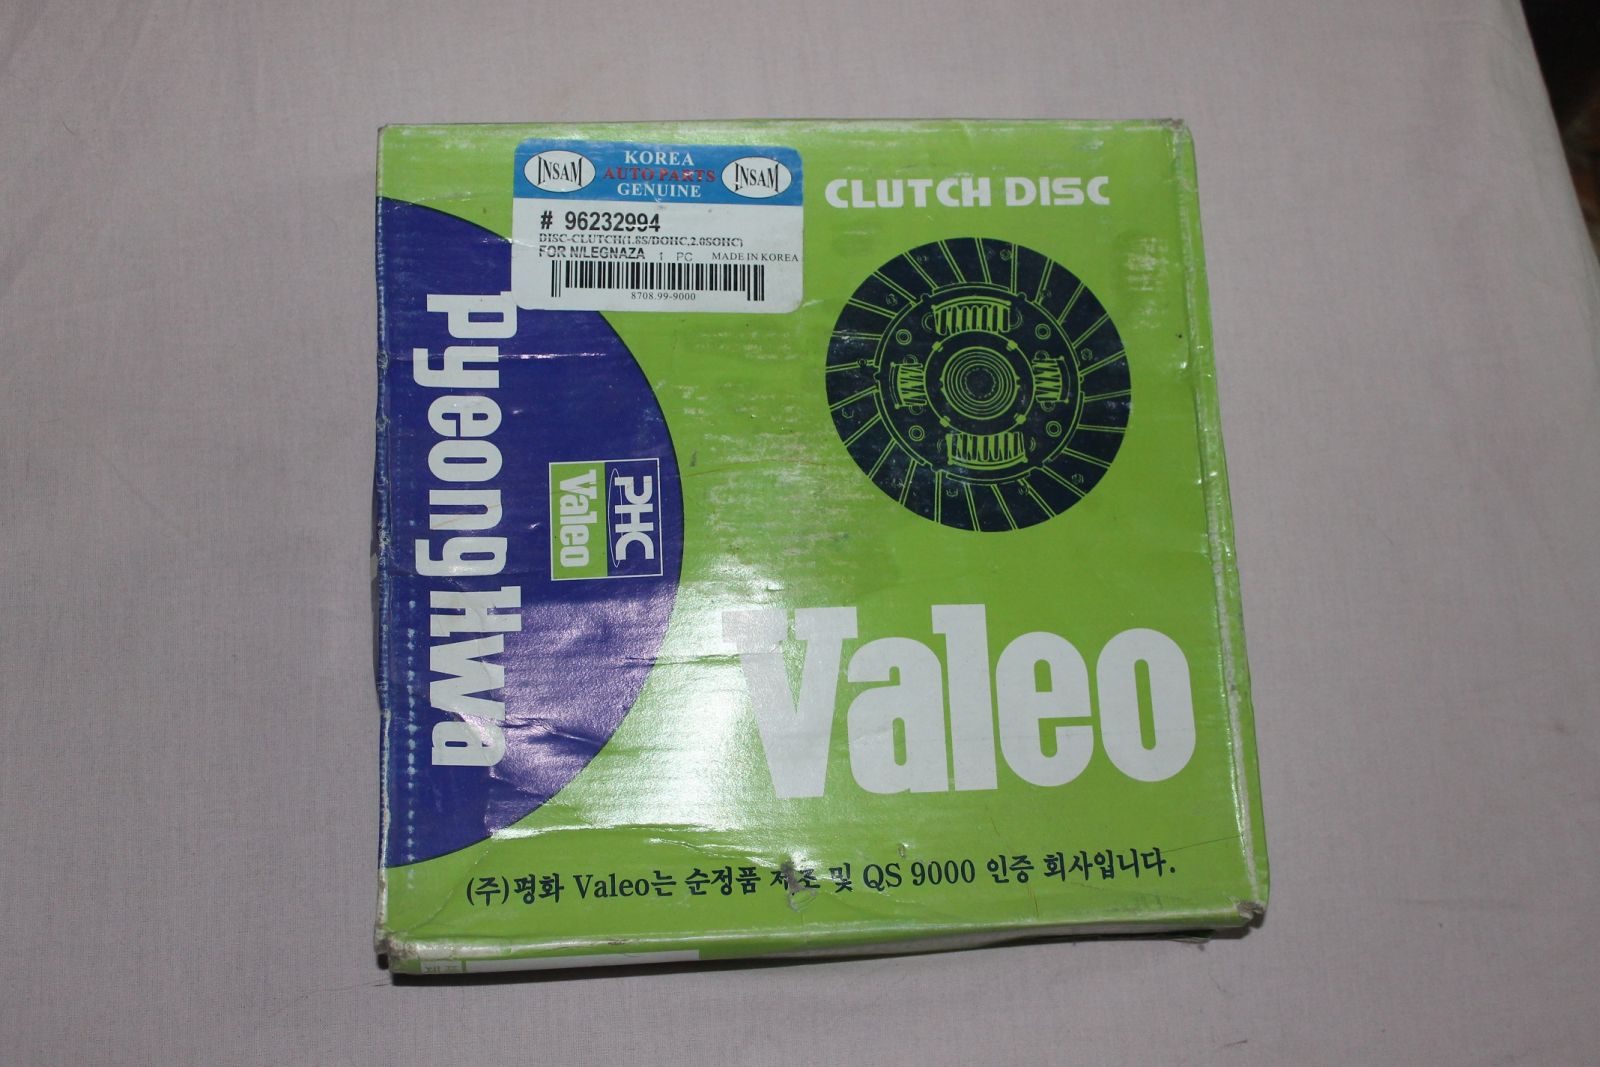 INSAM KOREA INSAM
AUTO PARTS
GENUINE
# 96232994
DISC-CLUTCH(1.8S/DOHC,2.0SOHC)
FOR N/LEGNAZA 1 PC MADE IN KOREA
8708.99-9000
CLUTCH DISC
PyeongHwa
PHC
Valeo
Valeo
(주)평화 Valeo는 순정품 제조 및 QS 9000 인증 회사입니다.